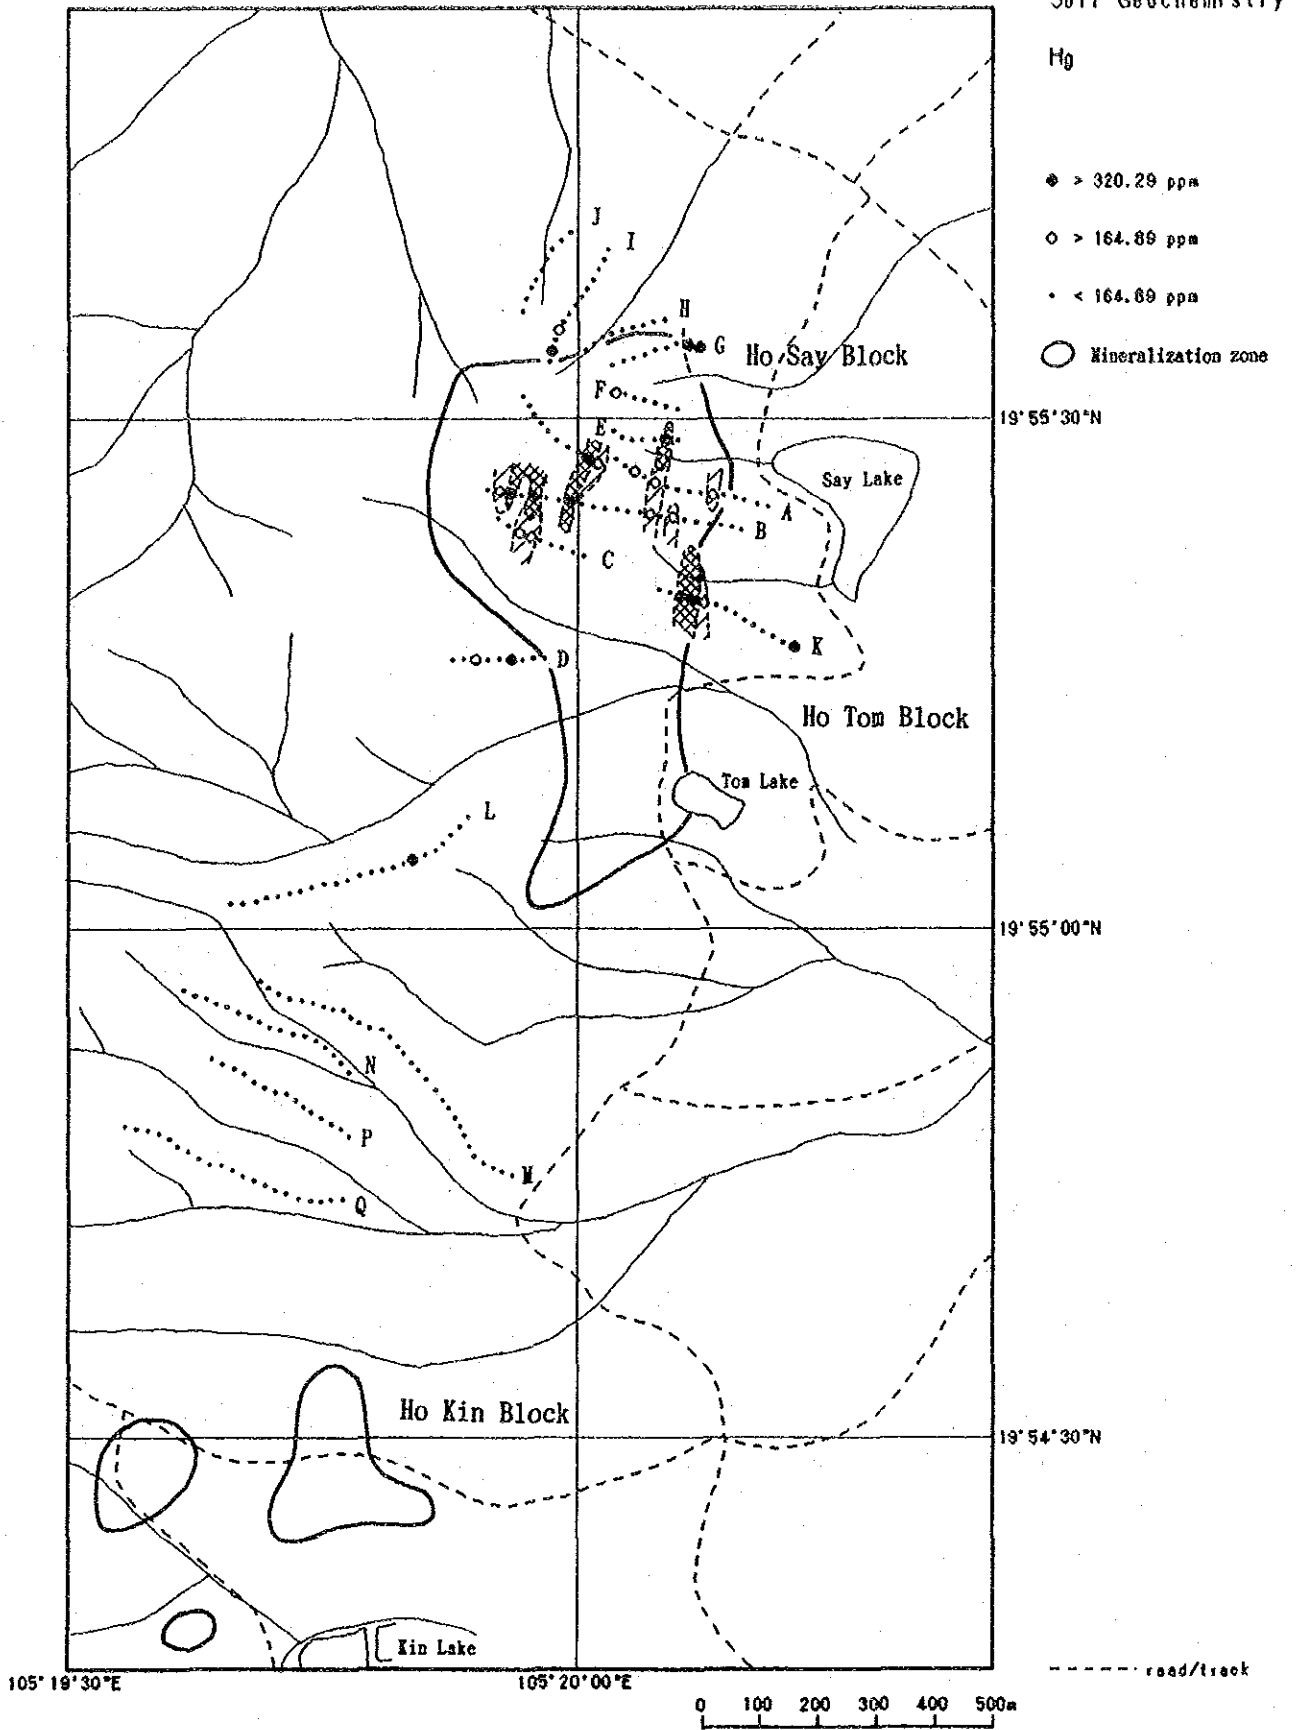 Soil Geochemistry
Hg
● > 320.29 ppm
○ > 164.89 ppm
• < 164.89 ppm
Mineralization zone
J
I
H
G
Ho Say Block
F
19°55'30"N
E
Say Lake
A
B
C
K
D
Ho Tom Block
Tom Lake
L
19°55'00"N
N
P
M
Q
Ho Kin Block
19°54'30"N
Kin Lake
road/track
105°19'30"E
105°20'00"E
0 100 200 300 400 500m